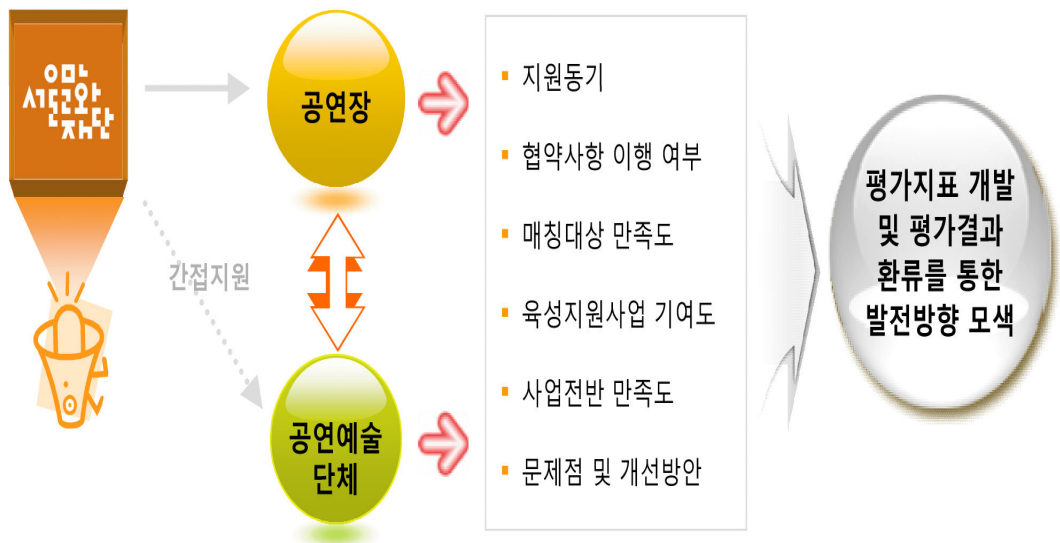 서울문화
재단
공연장
간접지원
공연예술
단체
지원동기
협약사항 이행 여부
매칭대상 만족도
육성지원사업 기여도
사업전반 만족도
문제점 및 개선방안
평가지표 개발
및 평가결과
환류를 통한
발전방향 모색